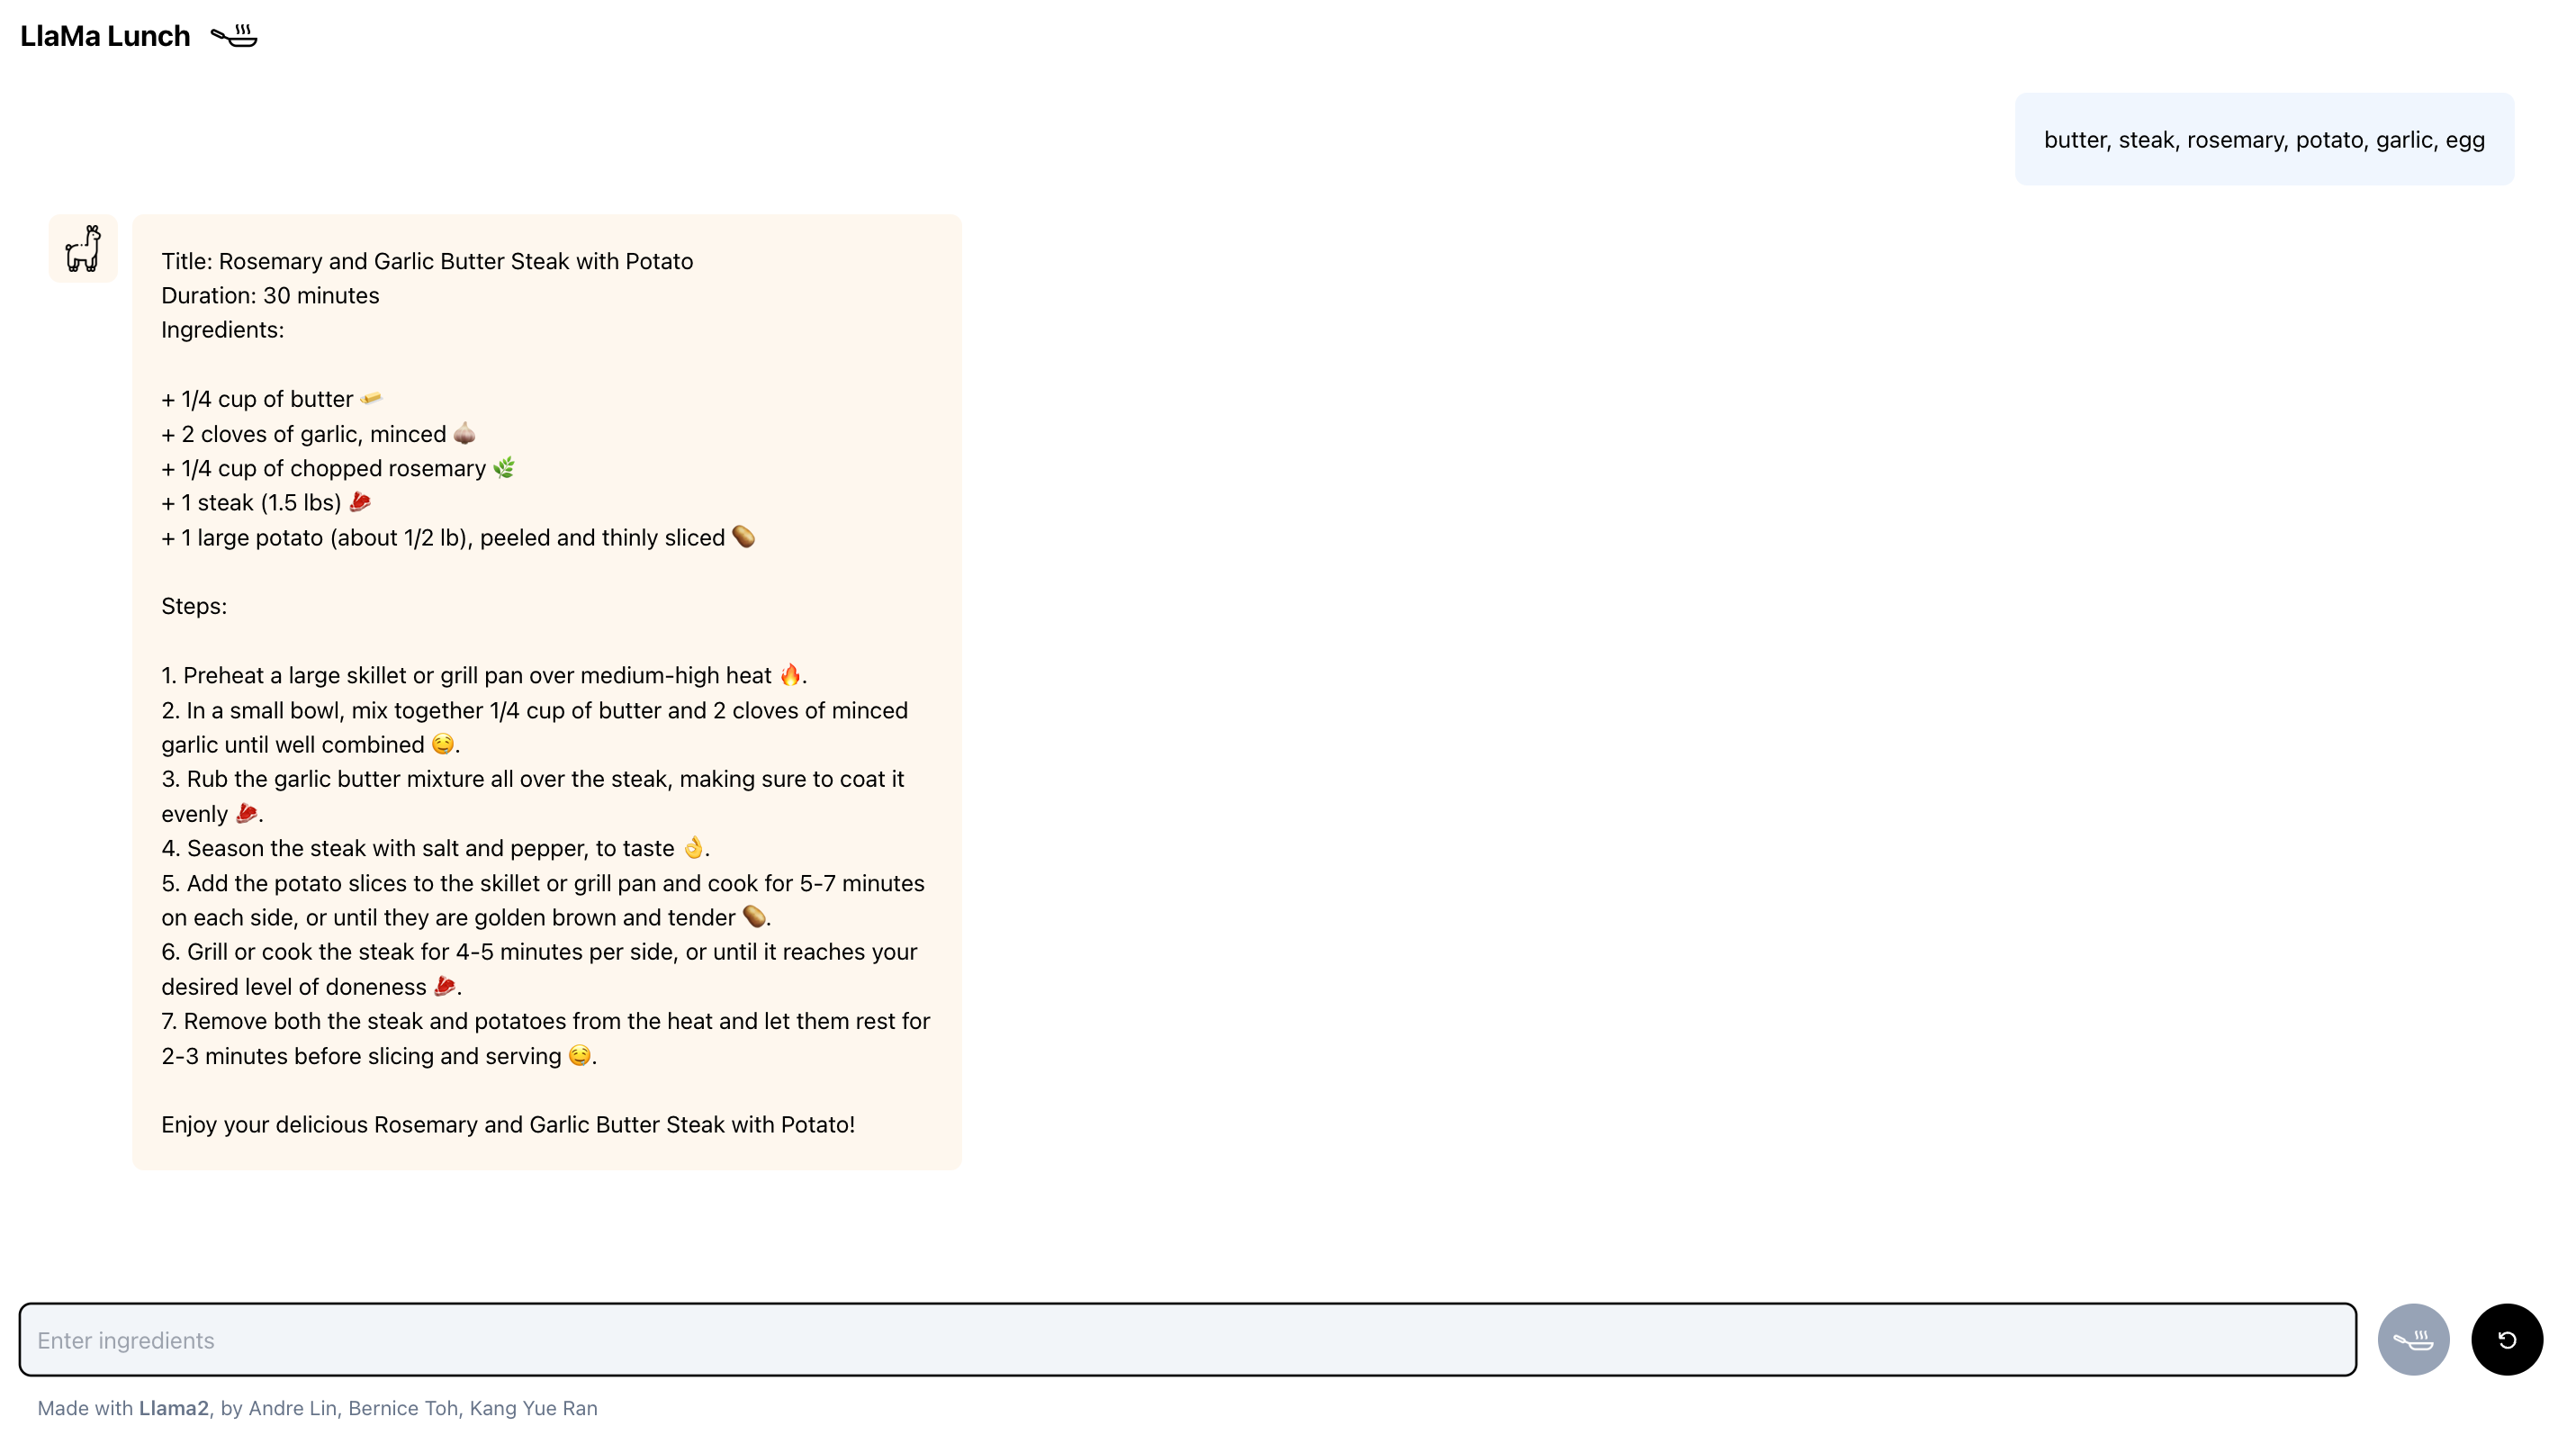 LlaMa Lunch
butter, steak, rosemary, potato, garlic, egg
Title: Rosemary and Garlic Butter Steak with Potato
Duration: 30 minutes
Ingredients:
+ 1/4 cup of butter 🧈
+ 2 cloves of garlic, minced 🧄
+ 1/4 cup of chopped rosemary 🌿
+ 1 steak (1.5 lbs) 🥩
+ 1 large potato (about 1/2 lb), peeled and thinly sliced 🥔
Steps:
1. Preheat a large skillet or grill pan over medium-high heat 🔥.
2. In a small bowl, mix together 1/4 cup of butter and 2 cloves of minced
garlic until well combined 🤤.
3. Rub the garlic butter mixture all over the steak, making sure to coat it
evenly 🥩.
4. Season the steak with salt and pepper, to taste 👌.
5. Add the potato slices to the skillet or grill pan and cook for 5-7 minutes
on each side, or until they are golden brown and tender 🥔.
6. Grill or cook the steak for 4-5 minutes per side, or until it reaches your
desired level of doneness 🥩.
7. Remove both the steak and potatoes from the heat and let them rest for
2-3 minutes before slicing and serving 🤤.
Enjoy your delicious Rosemary and Garlic Butter Steak with Potato!
Enter ingredients
Made with Llama2, by Andre Lin, Bernice Toh, Kang Yue Ran